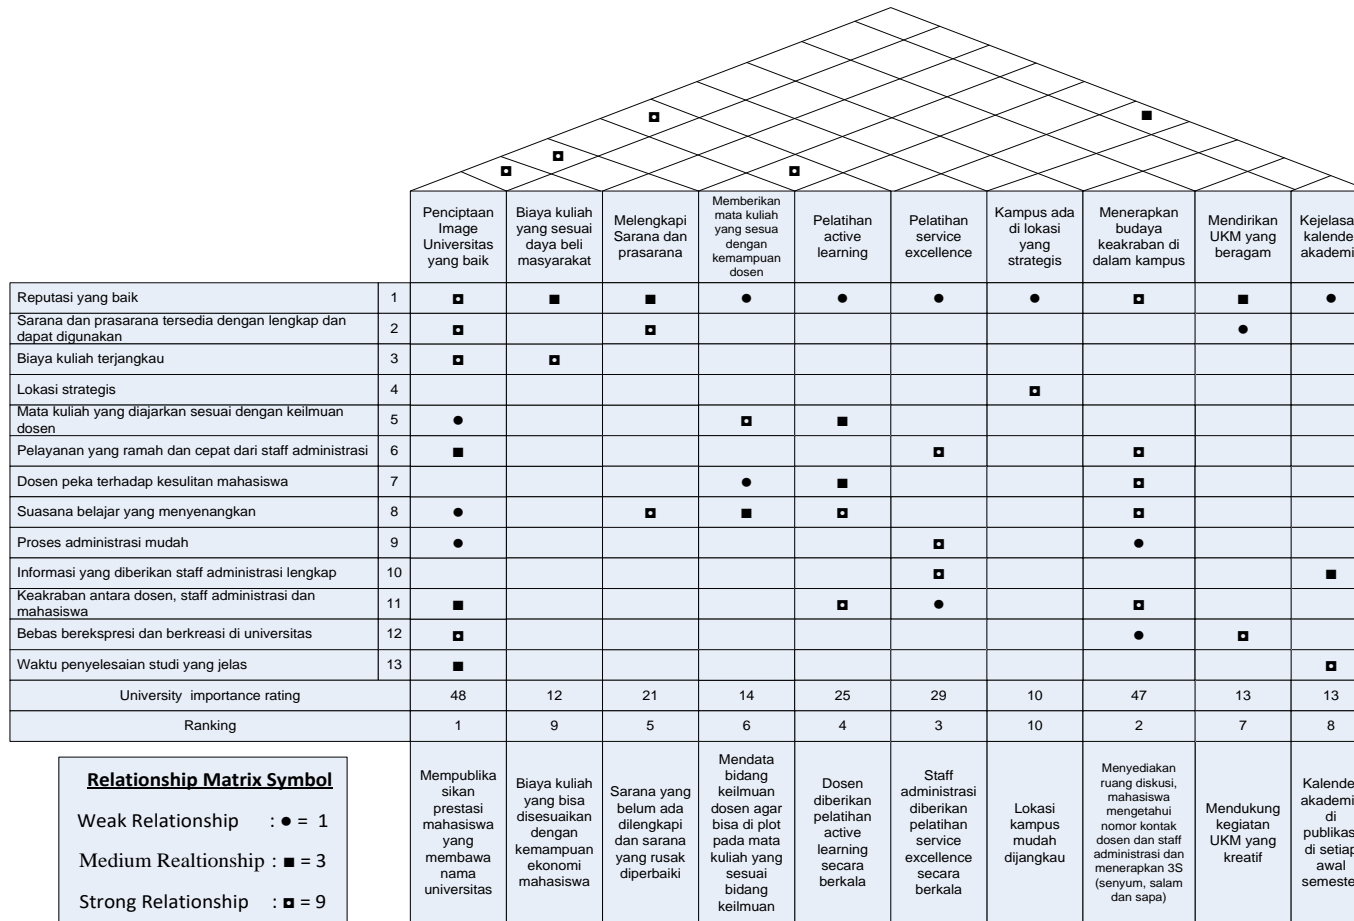 Penciptaan
Image
Universitas
yang baik
Biaya kuliah
yang sesuai
daya beli
masyarakat
Melengkapi
Sarana dan
prasarana
Memberikan
mata kuliah
yang sesua
dengan
kemampuan
dosen
Pelatihan
active
learning
Pelatihan
service
excellence
Kampus ada
di lokasi
yang
strategis
Menerapkan
budaya
keakraban di
dalam kampus
Mendirikan
UKM yang
beragam
Kejelasa
kalende
akademi
Reputasi yang baik 1
Sarana dan prasarana tersedia dengan lengkap dan
dapat digunakan 2
Biaya kuliah terjangkau 3
Lokasi strategis 4
Mata kuliah yang diajarkan sesuai dengan keilmuan
dosen 5
Pelayanan yang ramah dan cepat dari staff administrasi 6
Dosen peka terhadap kesulitan mahasiswa 7
Suasana belajar yang menyenangkan 8
Proses administrasi mudah 9
Informasi yang diberikan staff administrasi lengkap 10
Keakraban antara dosen, staff administrasi dan
mahasiswa 11
Bebas berekspresi dan berkreasi di universitas 12
Waktu penyelesaian studi yang jelas 13
University importance rating 48 12 21 14 25 29 10 47 13 13
Ranking 1 9 5 6 4 3 10 2 7 8
Mempublika
sikan
prestasi
mahasiswa
yang
membawa
nama
universitas
Biaya kuliah
yang bisa
disesuaikan
dengan
kemampuan
ekonomi
mahasiswa
Sarana yang
belum ada
dilengkapi
dan sarana
yang rusak
diperbaiki
Mendata
bidang
keilmuan
dosen agar
bisa di plot
pada mata
kuliah yang
sesuai
bidang
keilmuan
Dosen
diberikan
pelatihan
active
learning
secara
berkala
Staff
administrasi
diberikan
pelatihan
service
excellence
secara
berkala
Lokasi
kampus
mudah
dijangkau
Menyediakan
ruang diskusi,
mahasiswa
mengetahui
nomor kontak
dosen dan staff
administrasi dan
menerapkan 3S
(senyum, salam
dan sapa)
Mendukung
kegiatan
UKM yang
kreatif
Kalende
akademi
di
publikas
di setiap
awal
semeste
Relationship Matrix Symbol
Weak Relationship : ● = 1
Medium Realtionship : ■ = 3
Strong Relationship : ◘ = 9